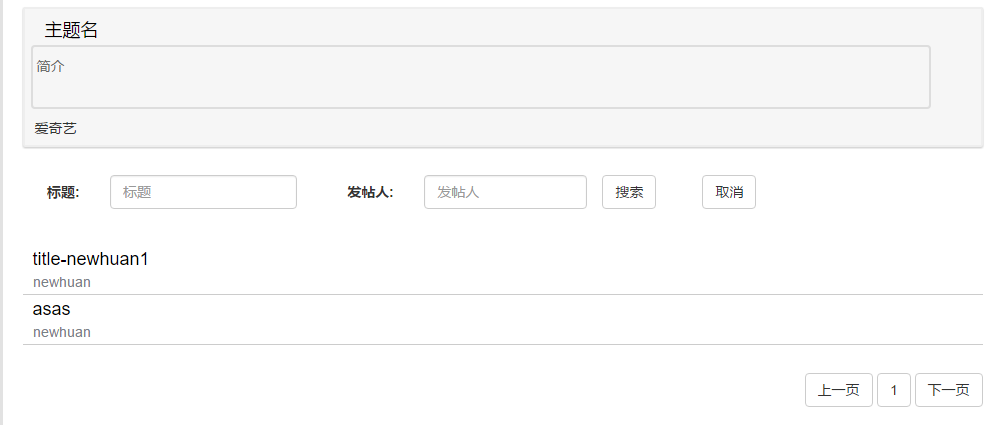 主题名
简介
爱奇艺
标题: 标题 发帖人: 发帖人 搜索 取消
title-newhuan1
newhuan
asas
newhuan
上一页 1 下一页